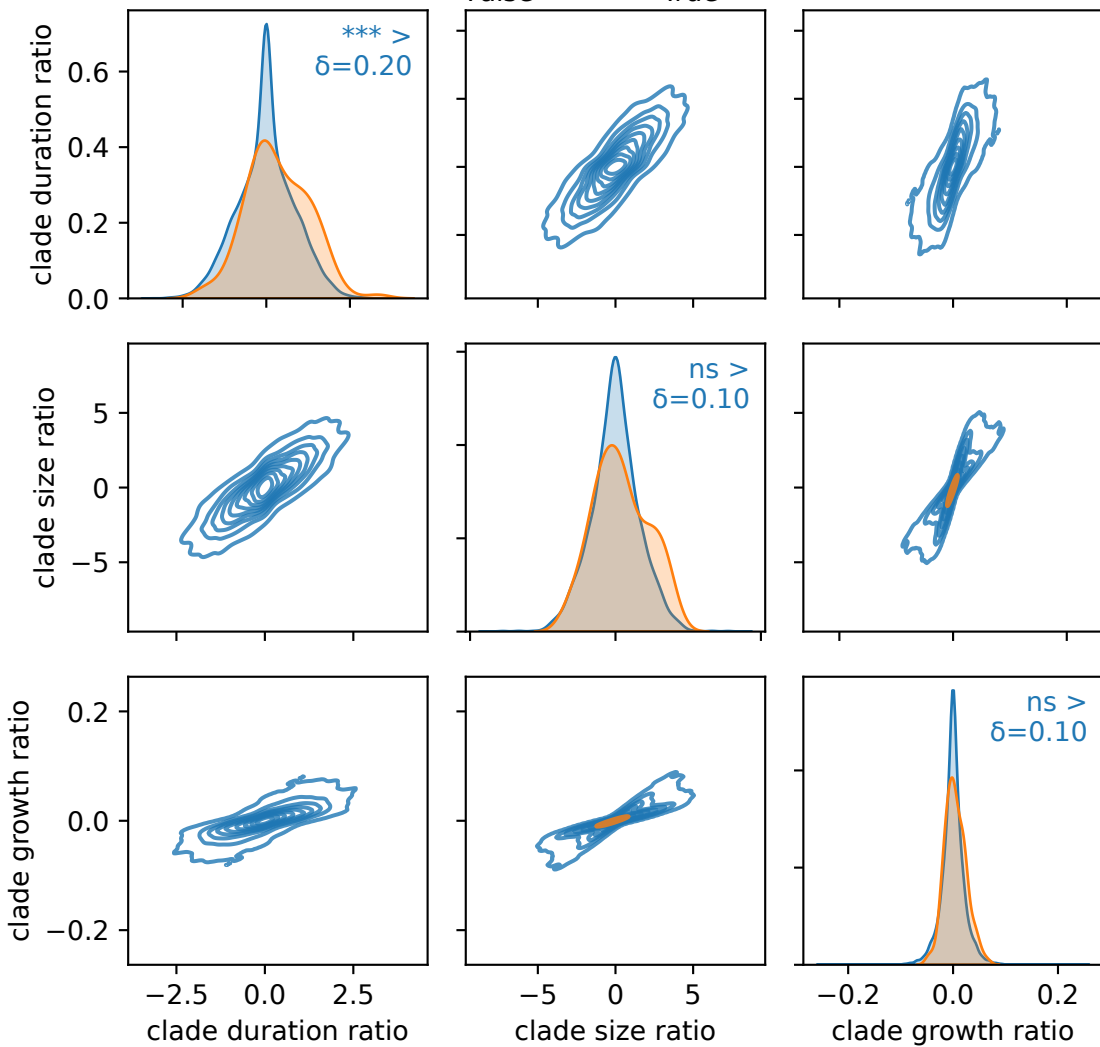 clade duration ratio
0.6
0.4
0.2
0.0
*** >
δ=0.20
clade size ratio
5
0
−5
ns >
δ=0.10
clade growth ratio
0.2
0.0
−0.2
ns >
δ=0.10
−2.5 0.0 2.5
clade duration ratio
−5 0 5
clade size ratio
−0.2 0.0 0.2
clade growth ratio